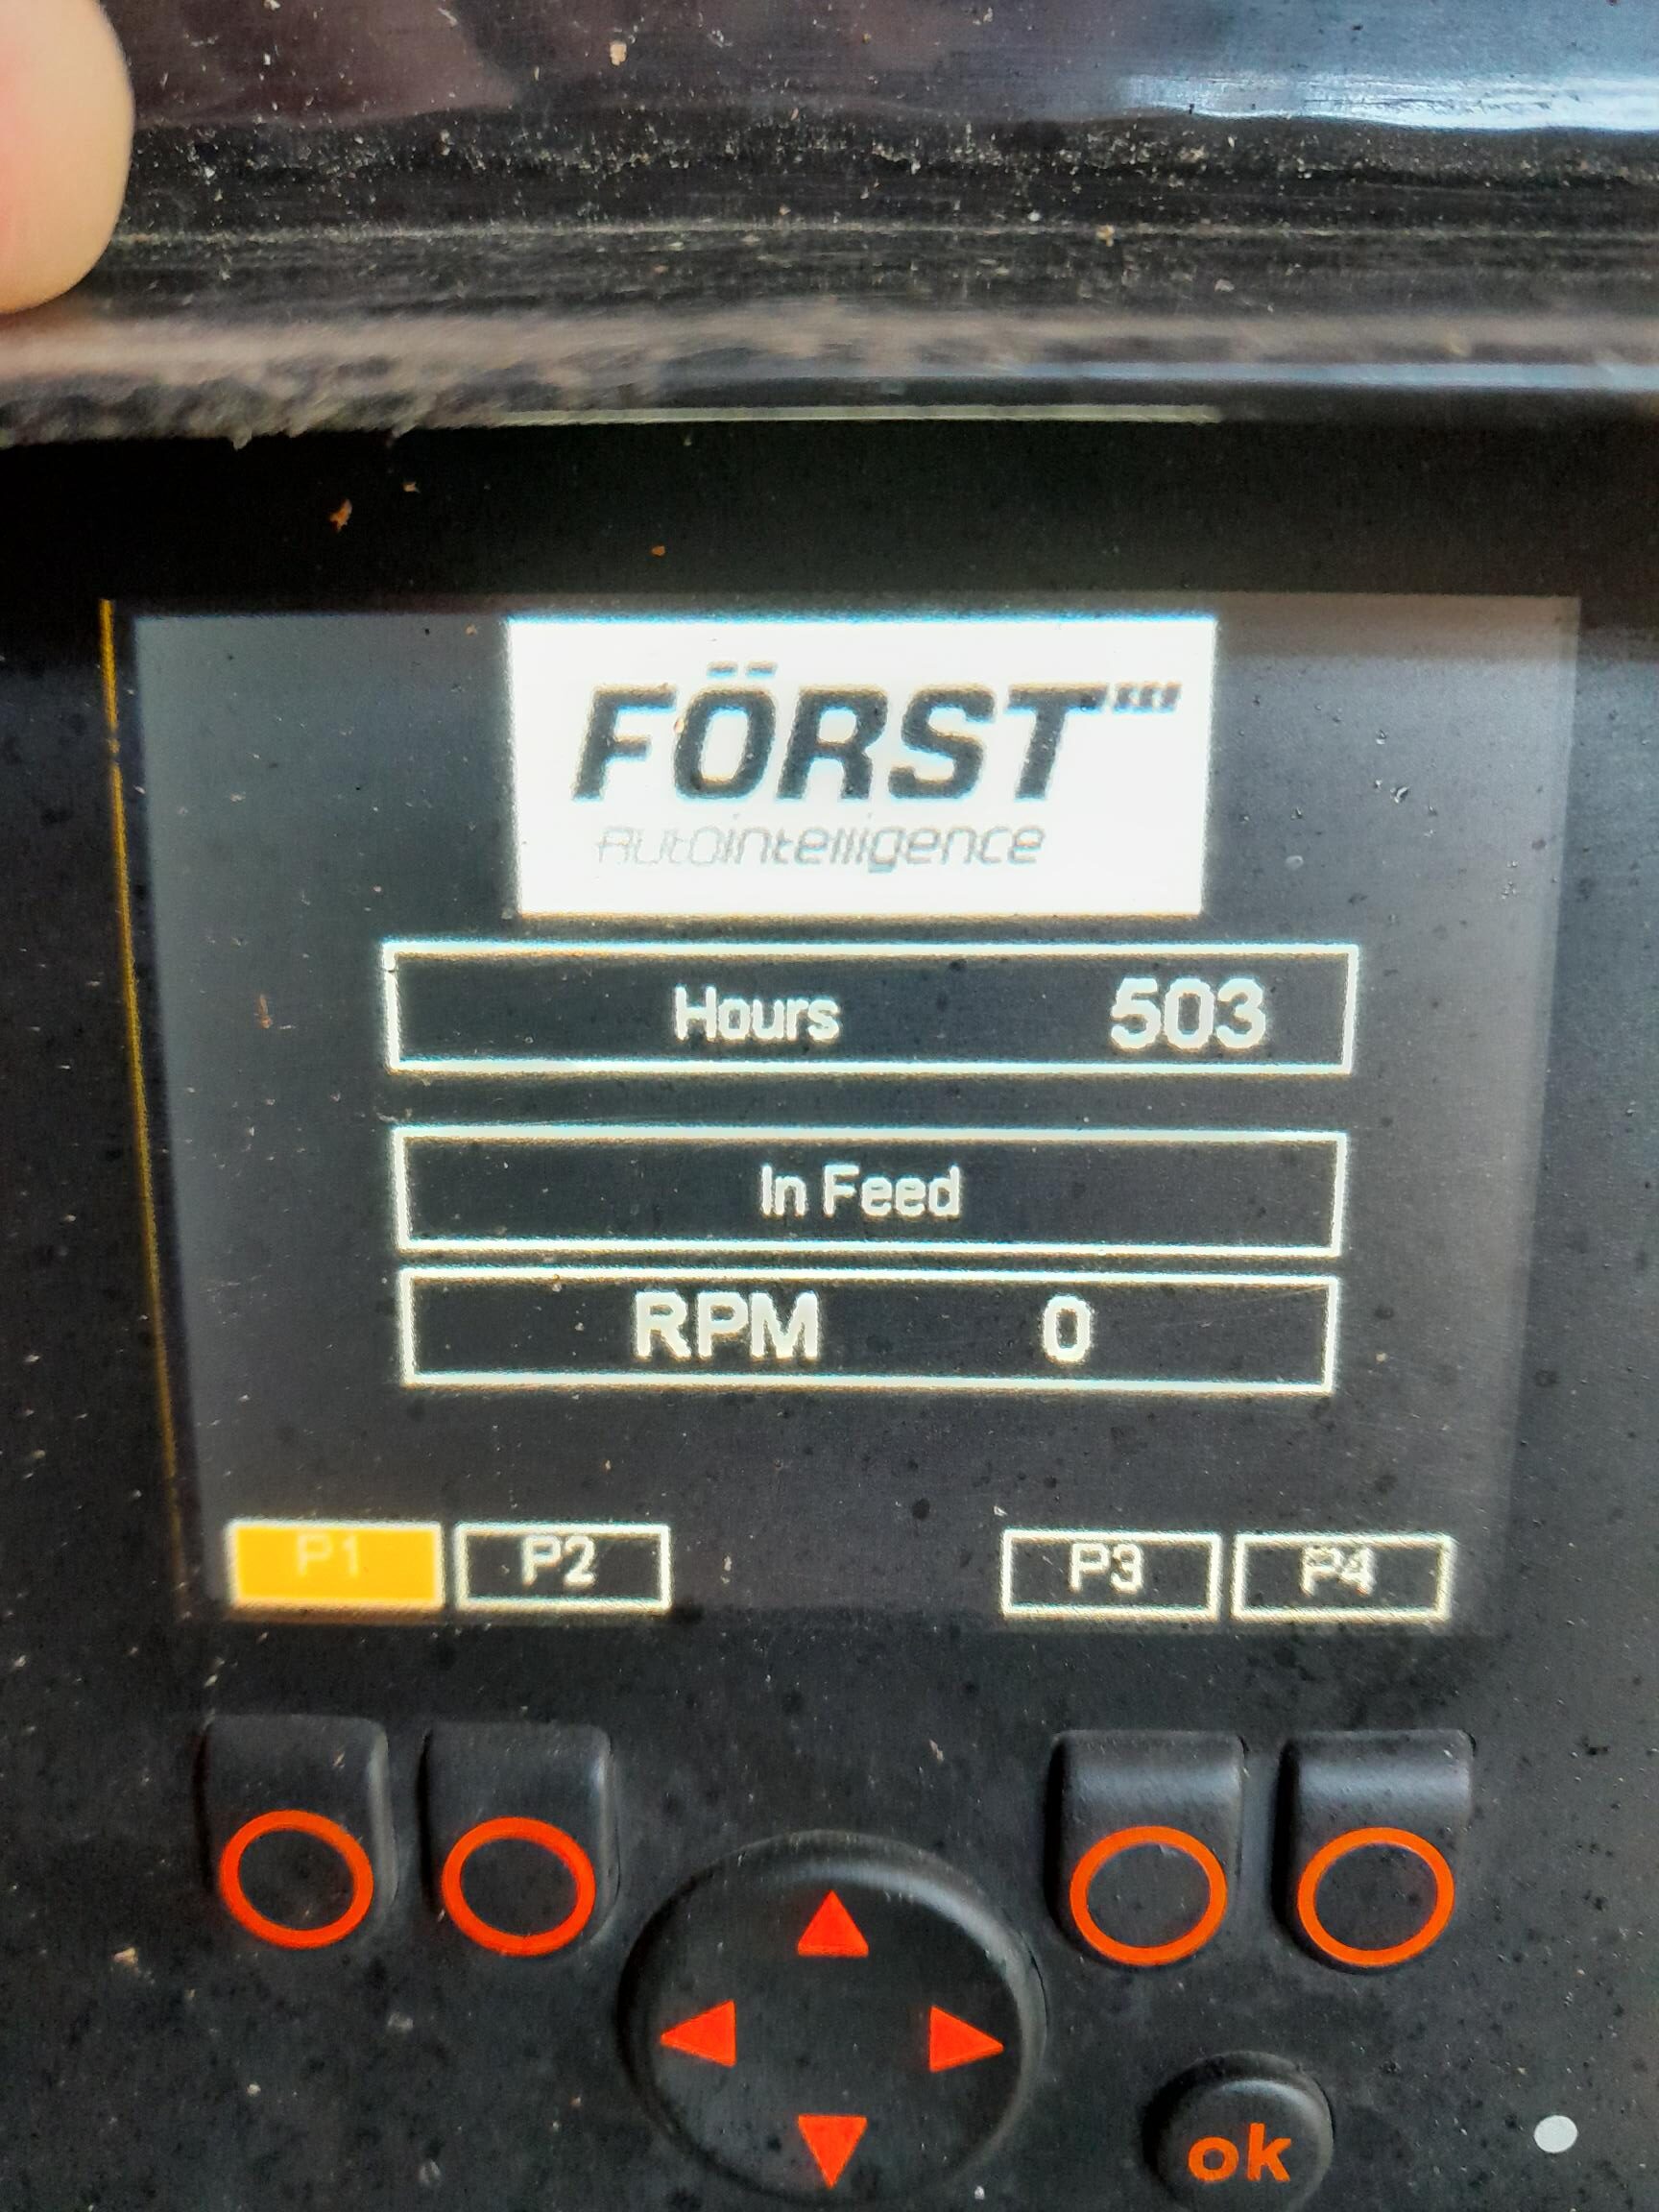 FÖRST
AutoIntelligence
Hours 503
In Feed
RPM 0
P1 P2 P3 P4
ok